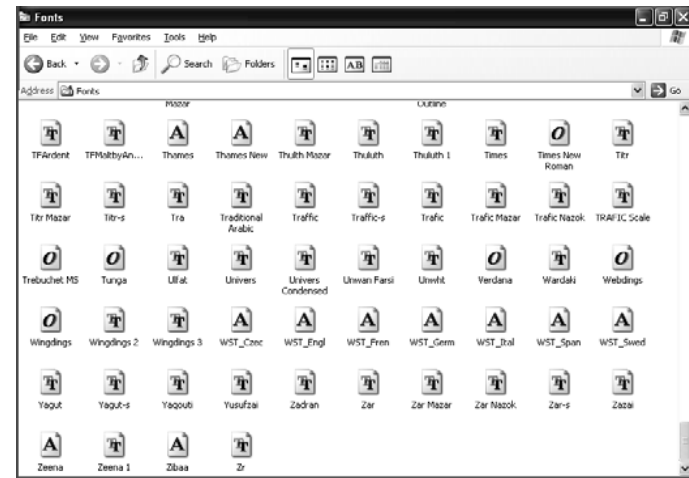 Fonts
File Edit View Favorites Tools Help
Back Search Folders
Address Fonts Go
Mazar Outline
TFArdent TFMaltbyAn... Thames Thames New Thulth Mazar Thuluth Thuluth 1 Times Times New Roman Titr
Titr Mazar Titr-s Tra Traditional Arabic Traffic Traffic-s Trafic Trafic Mazar Trafic Nazok TRAFIC Scale
Trebuchet MS Tunga Ulfat Univers Univers Condensed Unwan Farsi Unwht Verdana Wardaki Webdings
Wingdings Wingdings 2 Wingdings 3 WST_Czec WST_Engl WST_Fren WST_Germ WST_Ital WST_Span WST_Swed
Yagut Yagut-s Yaqouti Yusufzai Zadran Zar Zar Mazar Zar Nazok Zar-s Zazai
Zeena Zeena 1 Zibaa Zr